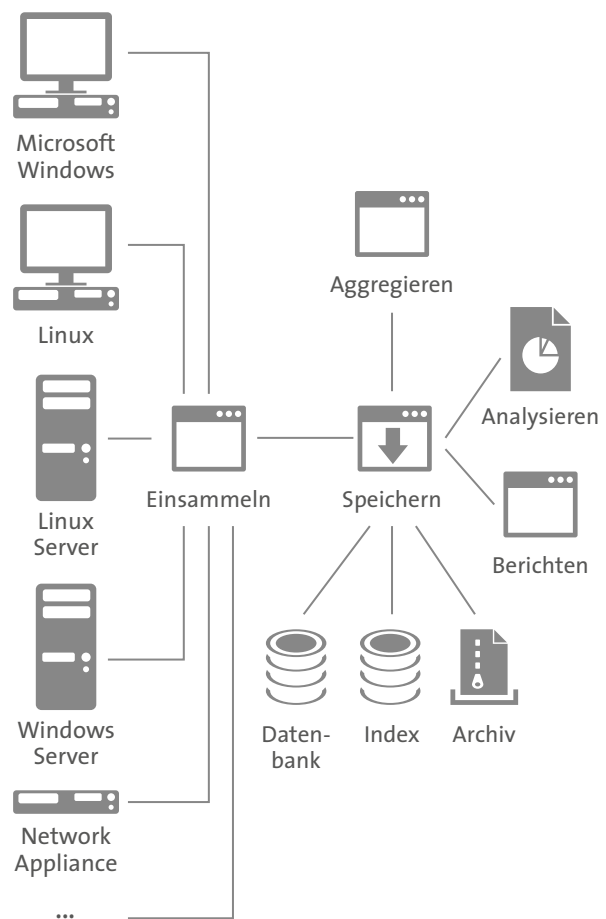 Microsoft
Windows
Linux
Linux
Server
Windows
Server
Network
Appliance
...
Einsammeln
Aggregieren
Speichern
Analysieren
Berichten
Daten-
bank
Index
Archiv